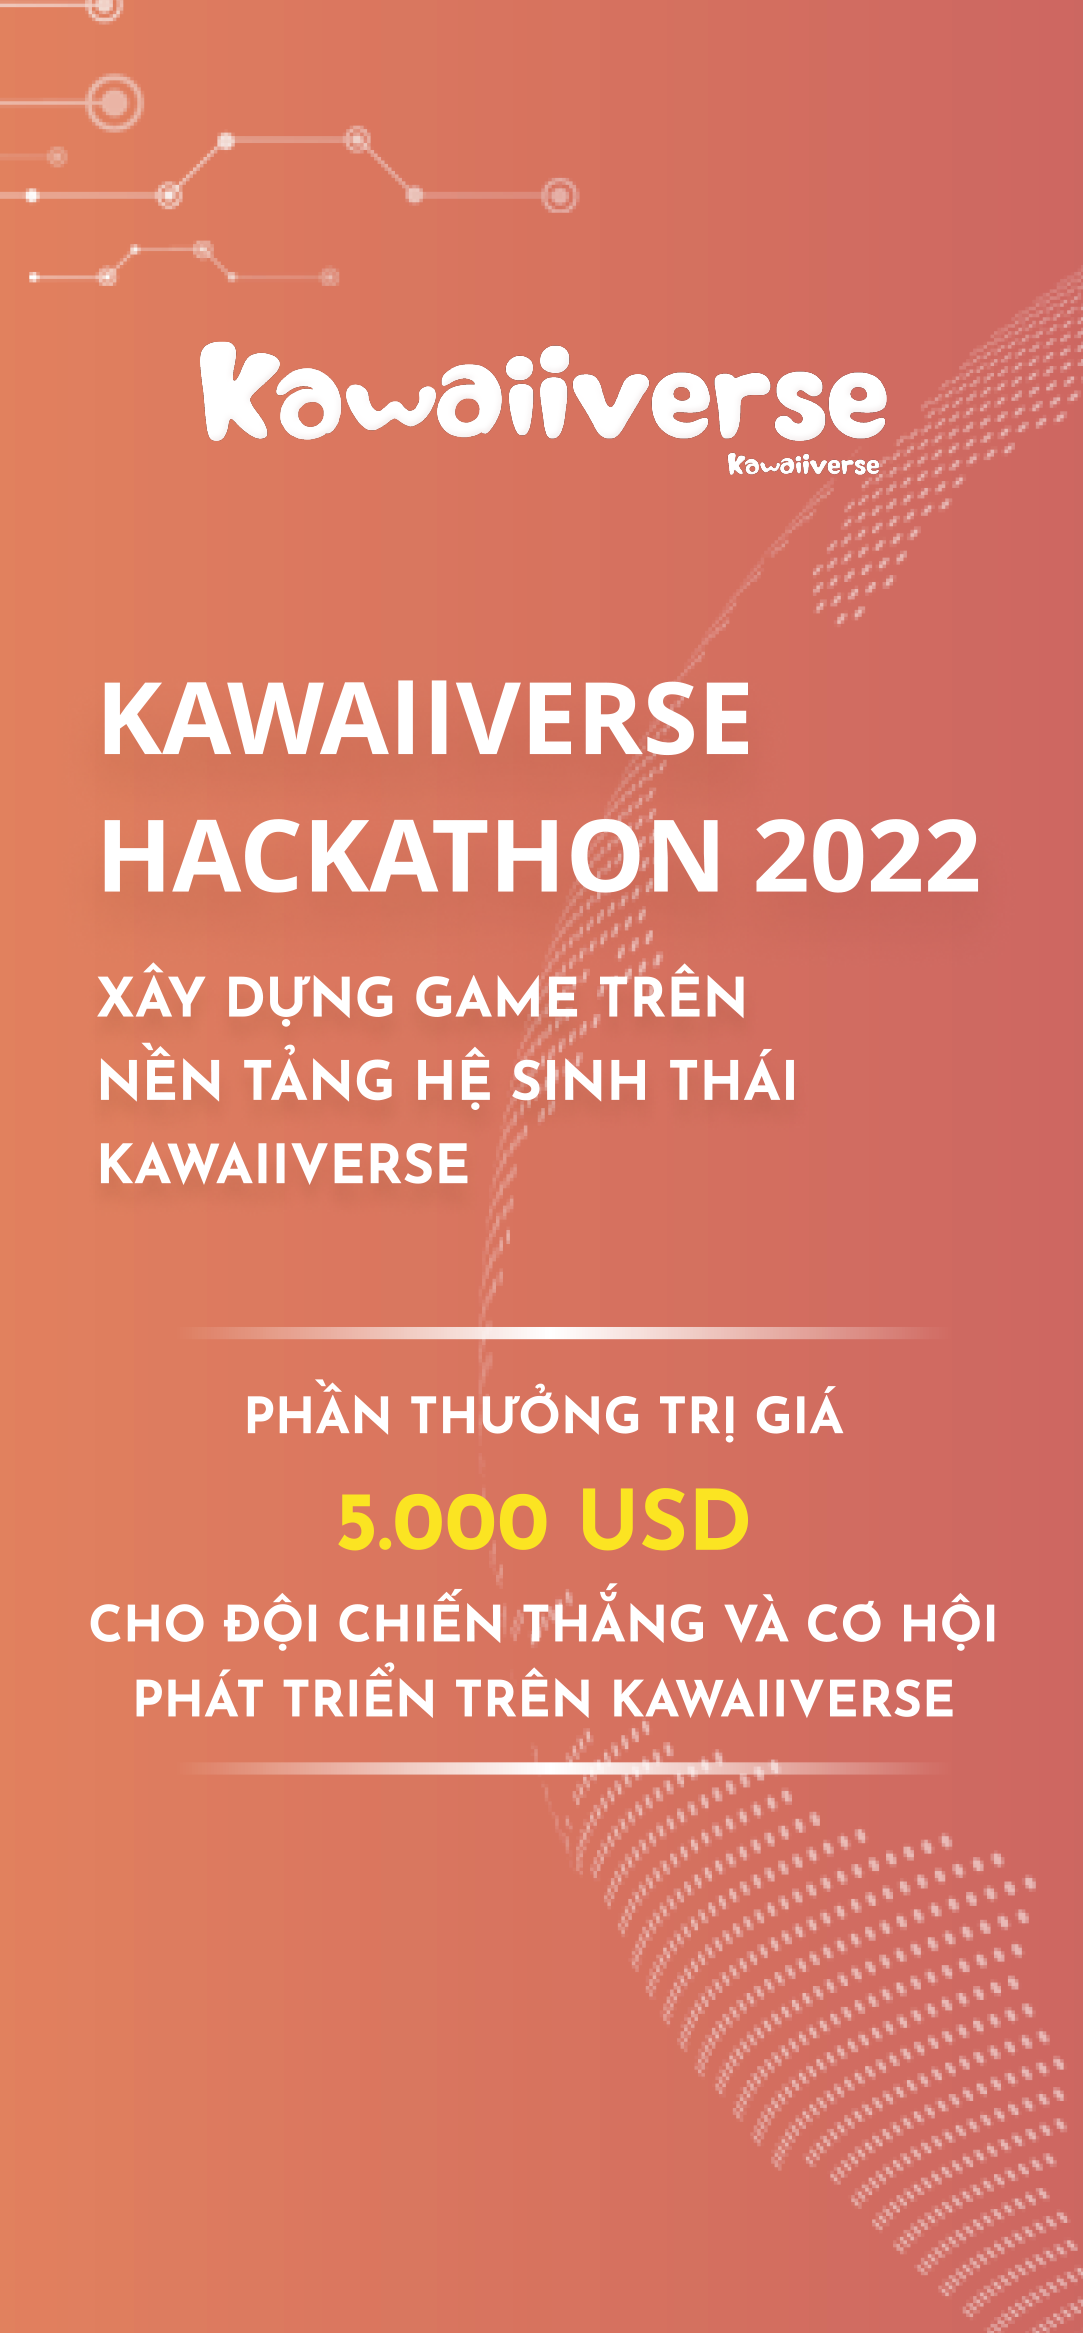 Kawaiiverse
Kawaiiverse
KAWAIIVERSE
HACKATHON 2022
XÂY DỰNG GAME TRÊN
NỀN TẢNG HỆ SINH THÁI
KAWAIIVERSE
PHẦN THƯỞNG TRỊ GIÁ
5.000 USD
CHO ĐỘI CHIẾN THẮNG VÀ CƠ HỘI
PHÁT TRIỂN TRÊN KAWAIIVERSE